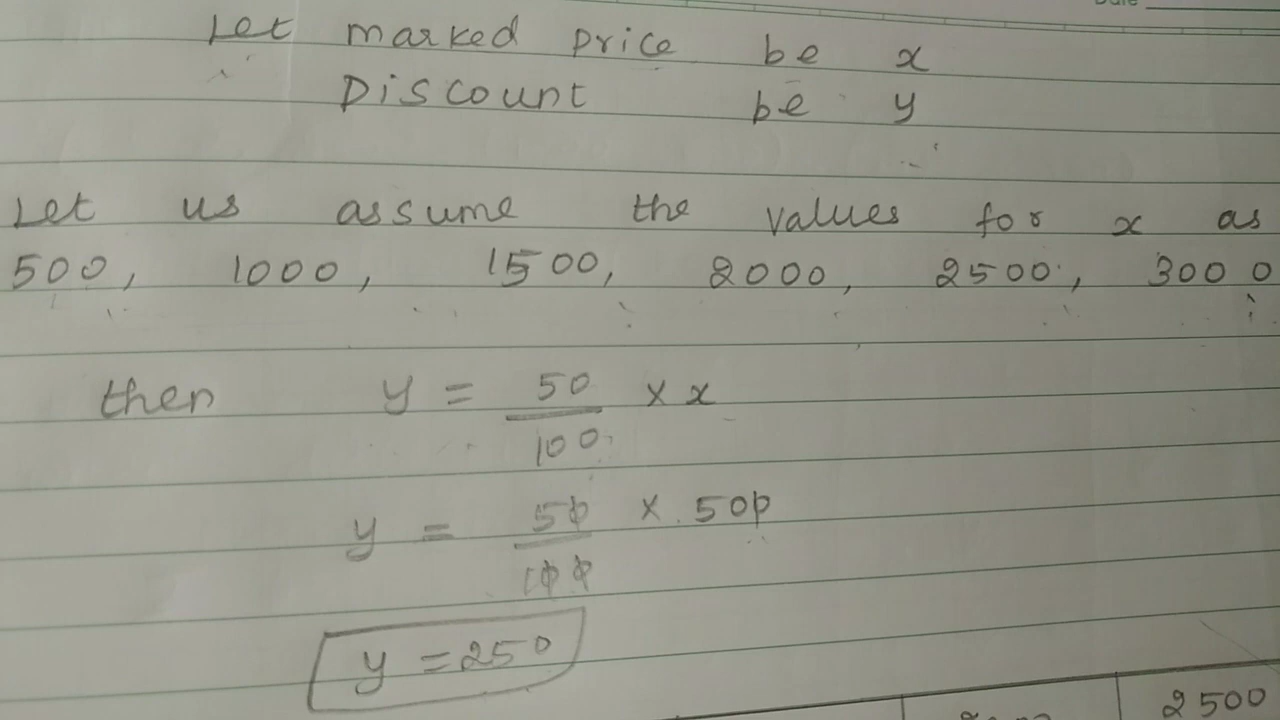 Date
Let marked price be x
Discount be y
Let us assume the values for x as
500, 1000, 1500, 2000, 2500, 3000
then y = 50/100 × x
y = 50/100 × 500
y = 250
2500